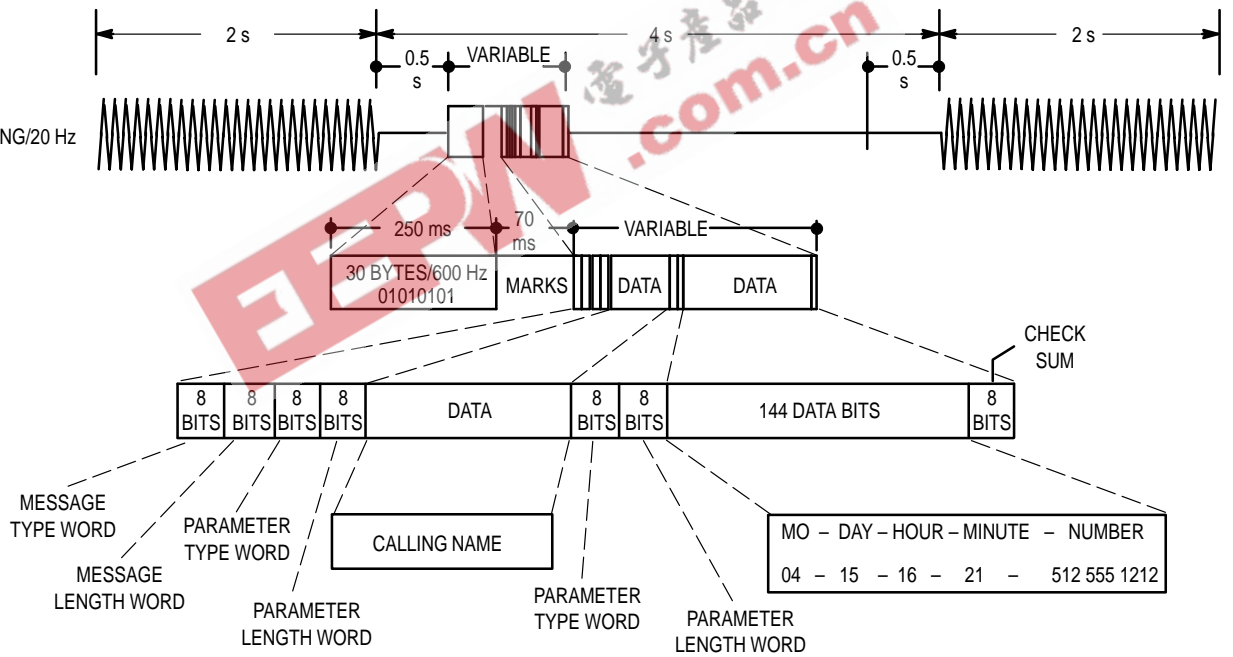 2 s
4 s
2 s
0.5
s
VARIABLE
0.5
s
電子產品
.com.cn
EEPW
NG/20 Hz
250 ms
70
ms
VARIABLE
30 BYTES/600 Hz
01010101
MARKS
DATA
DATA
CHECK
SUM
8
BITS
8
BITS
8
BITS
8
BITS
DATA
8
BITS
8
BITS
144 DATA BITS
8
BITS
MESSAGE
TYPE WORD
MESSAGE
LENGTH WORD
PARAMETER
TYPE WORD
PARAMETER
LENGTH WORD
CALLING NAME
PARAMETER
TYPE WORD
PARAMETER
LENGTH WORD
MO – DAY – HOUR – MINUTE – NUMBER
04 – 15 – 16 – 21 – 512 555 1212